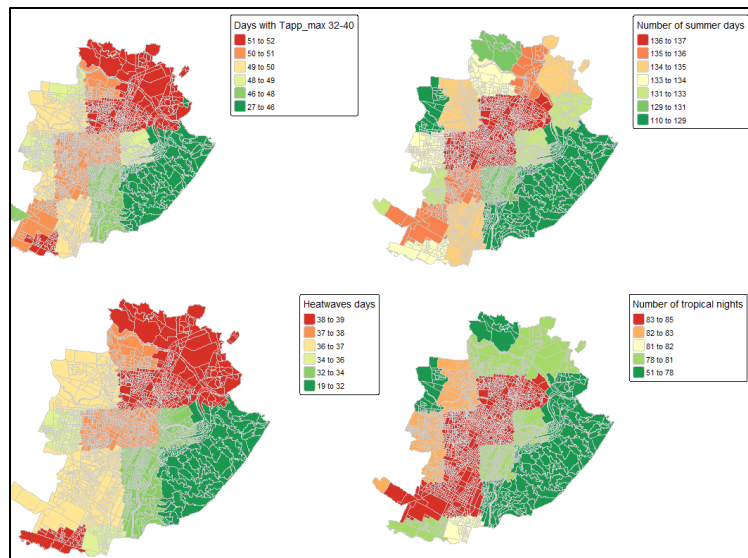 Days with Tapp_max 32-40
51 to 52
50 to 51
49 to 50
48 to 49
46 to 48
27 to 46
Number of summer days
136 to 137
135 to 136
134 to 135
133 to 134
131 to 133
129 to 131
110 to 129
Heatwaves days
38 to 39
37 to 38
36 to 37
34 to 36
32 to 34
19 to 32
Number of tropical nights
83 to 85
82 to 83
81 to 82
78 to 81
51 to 78